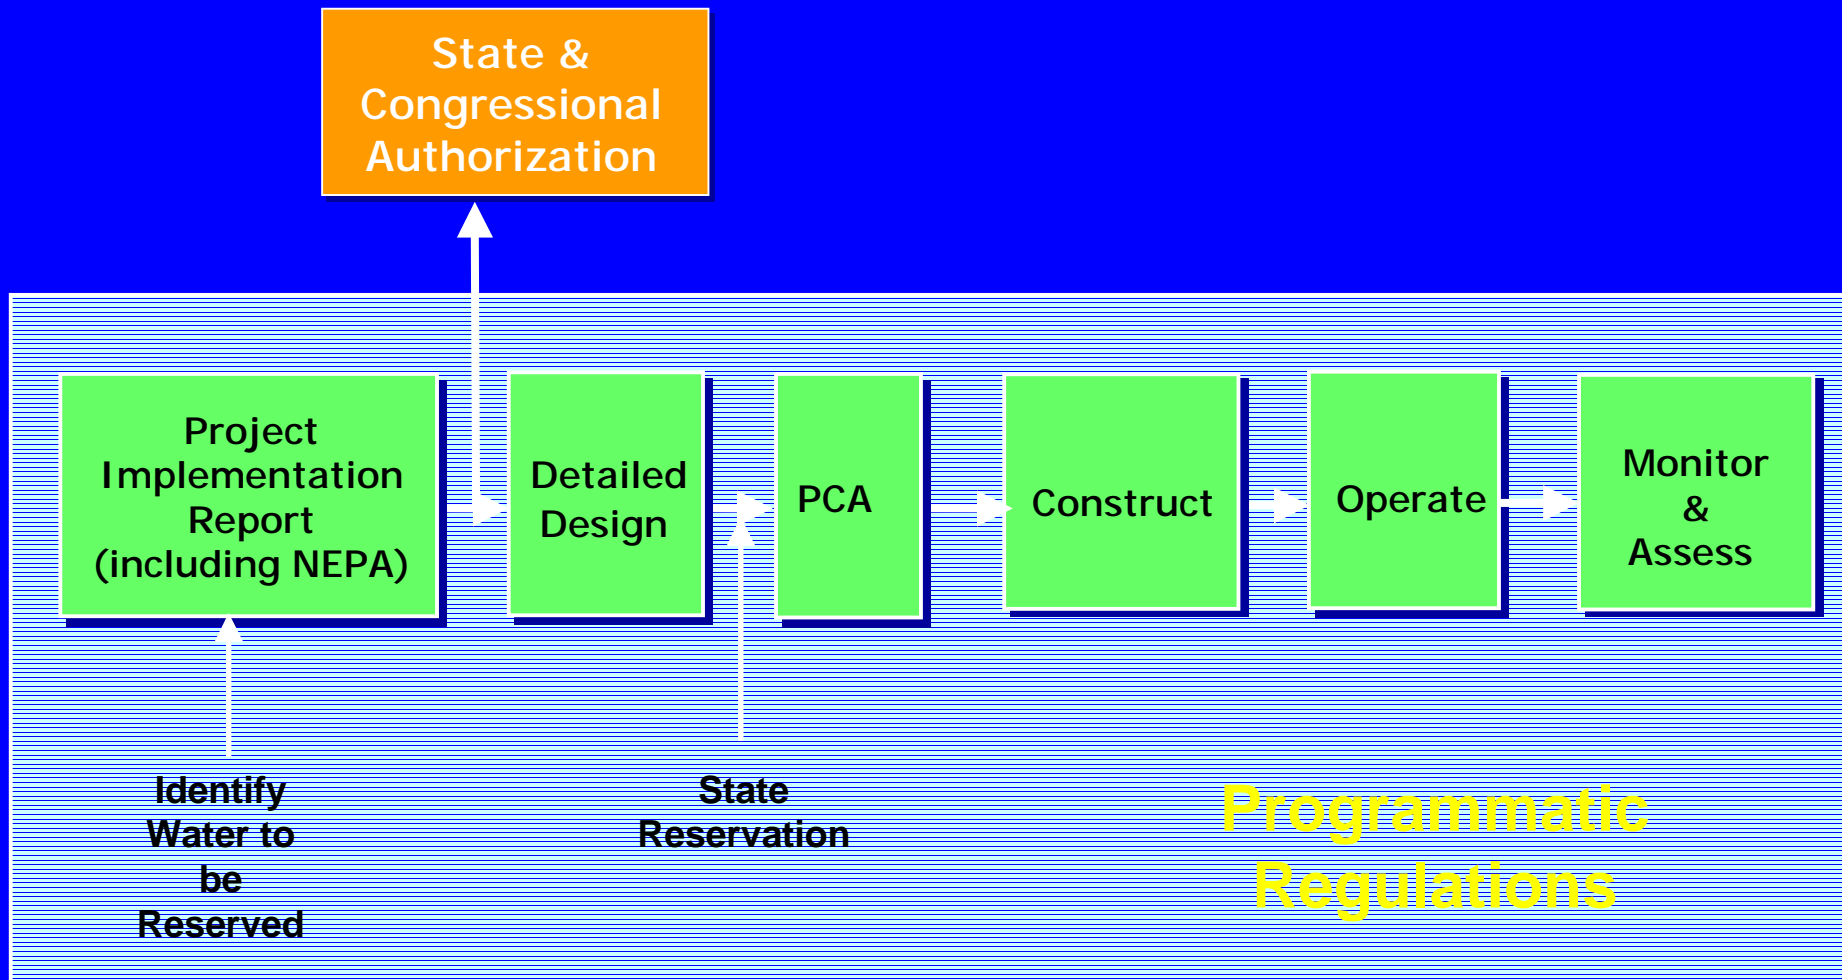 State &
Congressional
Authorization
Project
Implementation
Report
(including NEPA)
Detailed
Design
PCA
Construct
Operate
Monitor
&
Assess
Identify
Water to
be
Reserved
State
Reservation
Programmatic
Regulations